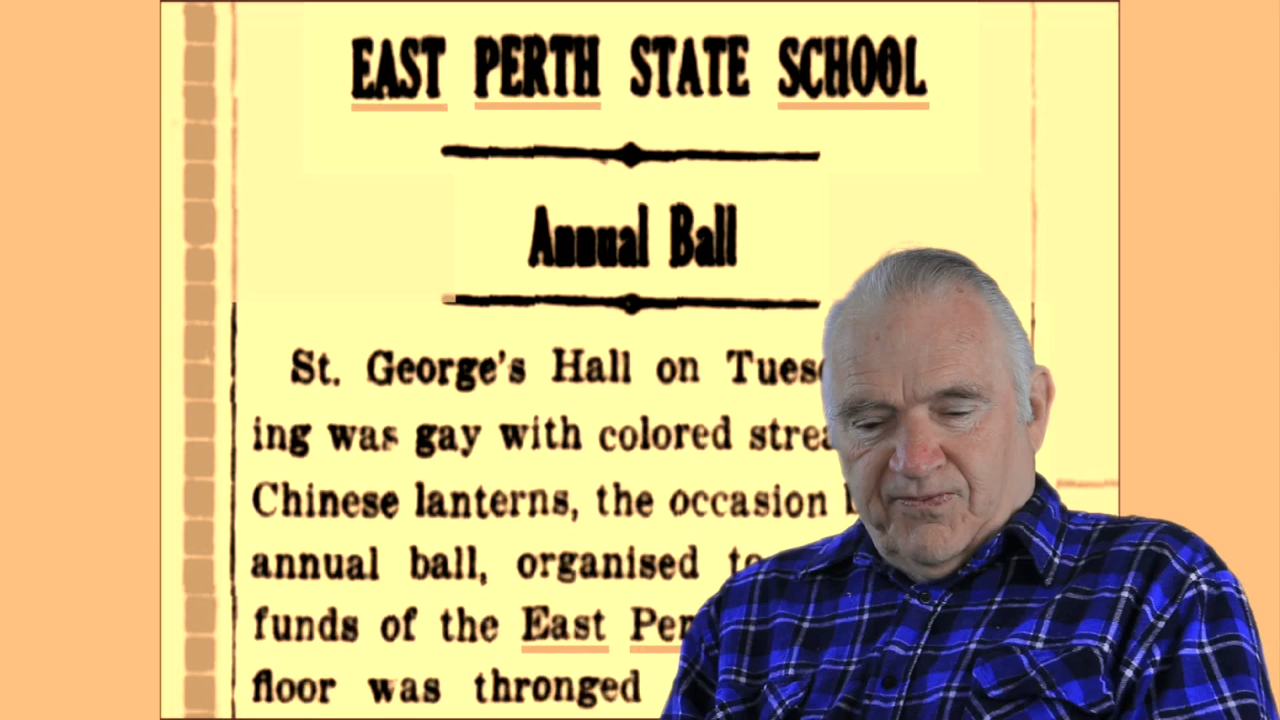 EAST PERTH STATE SCHOOL
Annual Ball
St. George's Hall on
ing was gay with colored
Chinese lanterns, the occasion
annual ball, organised
funds of the East
floor was thronged